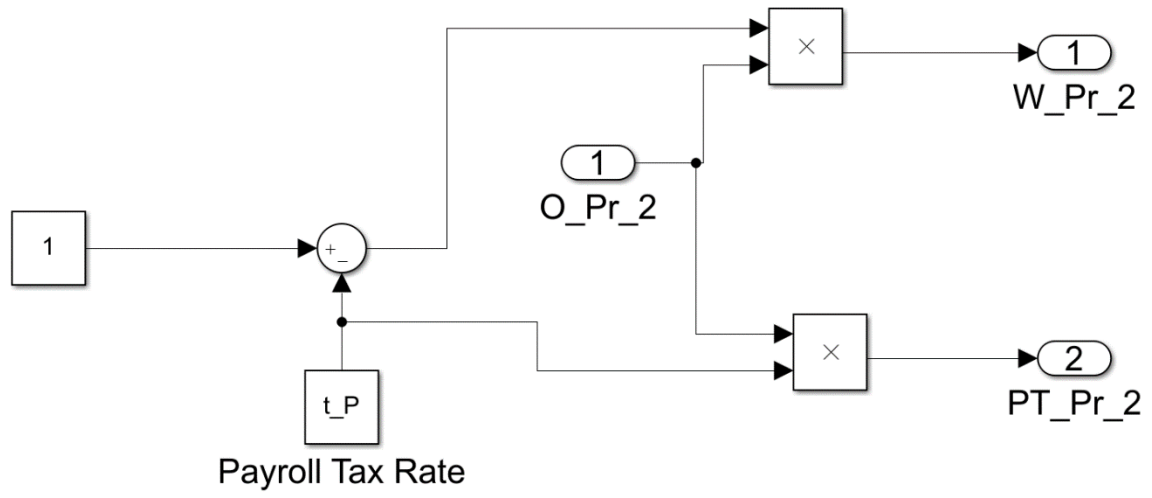 ×
1
W_Pr_2
1
O_Pr_2
1
+
_
×
2
PT_Pr_2
t_P
Payroll Tax Rate